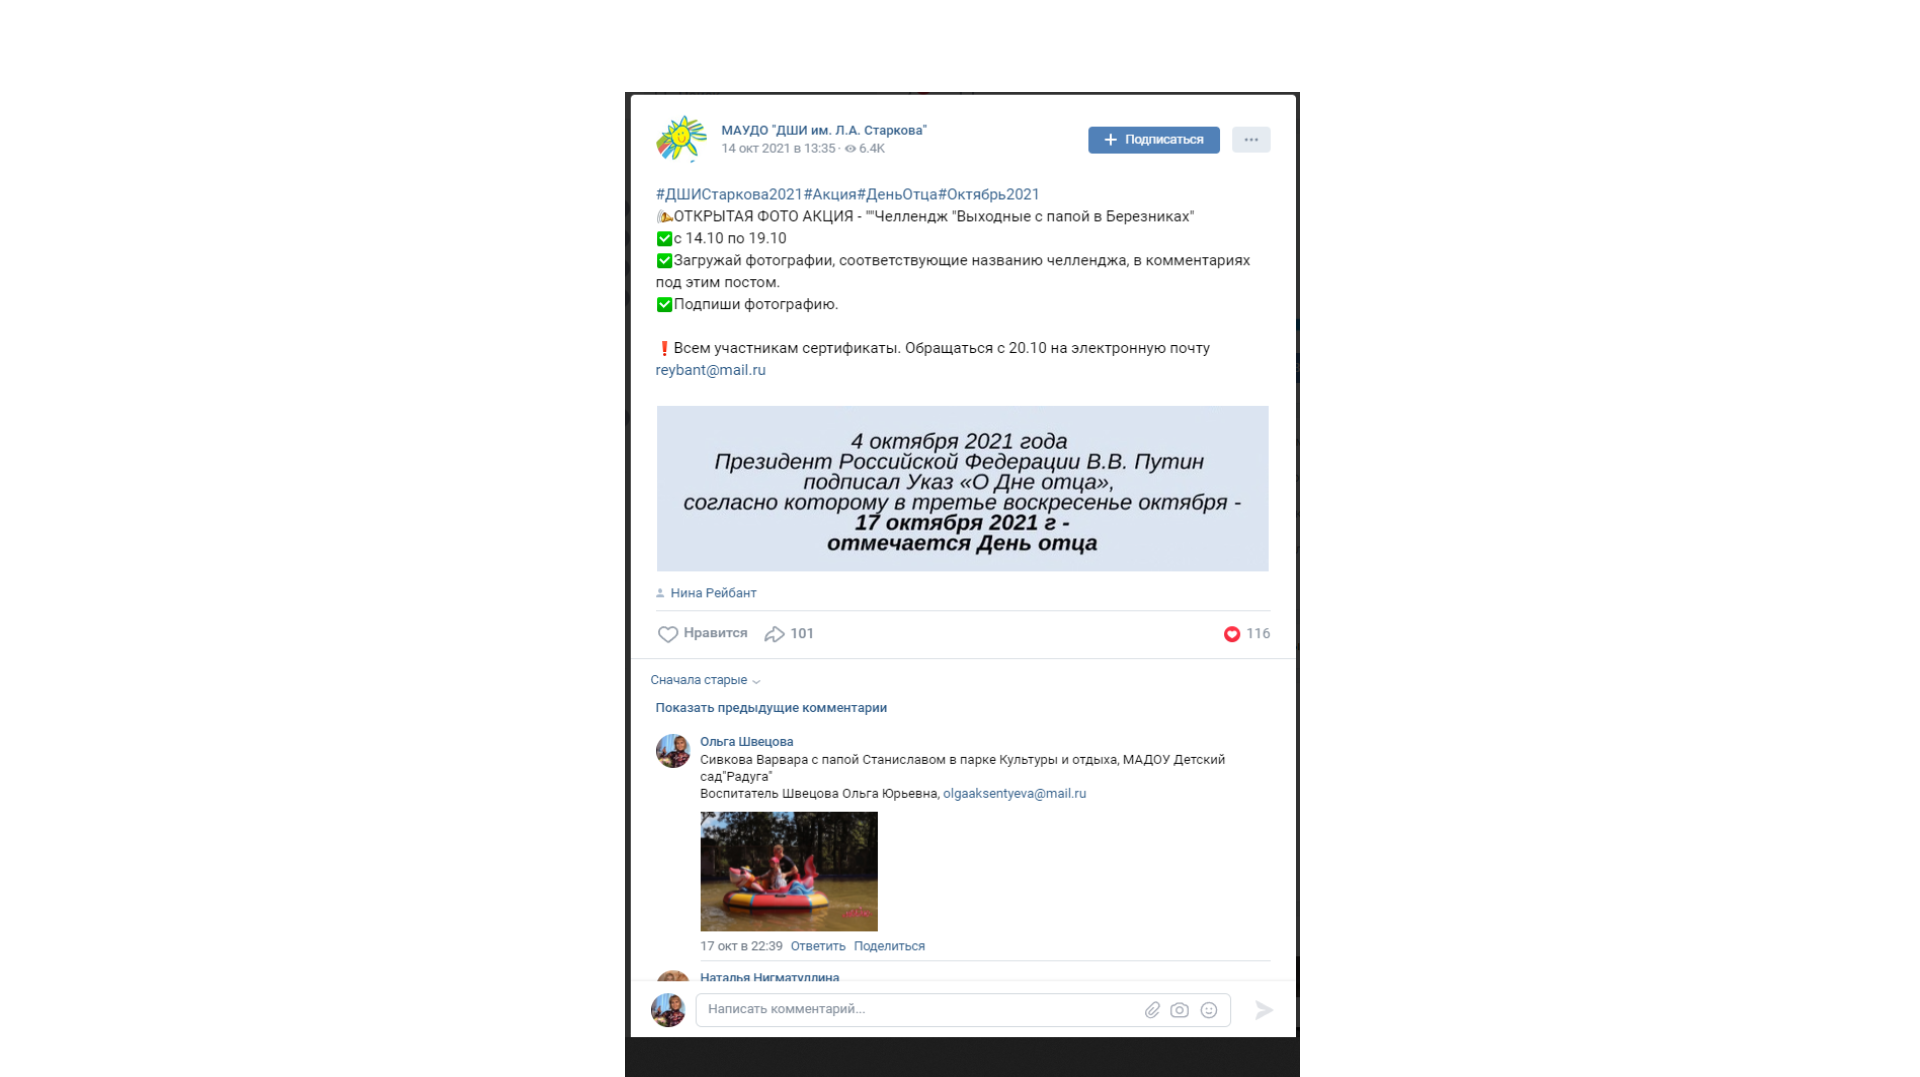 МАУДО "ДШИ им. Л.А. Старкова"
14 окт 2021 в 13:35 · 6.4K
Подписаться
#ДШИСтаркова2021#Акция#ДеньОтца#Октябрь2021
ОТКРЫТАЯ ФОТО АКЦИЯ - ""Челлендж "Выходные с папой в Березниках"
с 14.10 по 19.10
Загружай фотографии, соответствующие названию челленджа, в комментариях
под этим постом.
Подпиши фотографию.
Всем участникам сертификаты. Обращаться с 20.10 на электронную почту
reybant@mail.ru
4 октября 2021 года
Президент Российской Федерации В.В. Путин
подписал Указ «О Дне отца»,
согласно которому в третье воскресенье октября -
17 октября 2021 г -
отмечается День отца
Нина Рейбант
Нравится 101 116
Сначала старые
Показать предыдущие комментарии
Ольга Швецова
Сивкова Варвара с папой Станиславом в парке Культуры и отдыха, МАДОУ Детский
сад"Радуга"
Воспитатель Швецова Ольга Юрьевна, olgaaksentyeva@mail.ru
17 окт в 22:39 Ответить Поделиться
Наталья Нигматуллина
Написать комментарий...